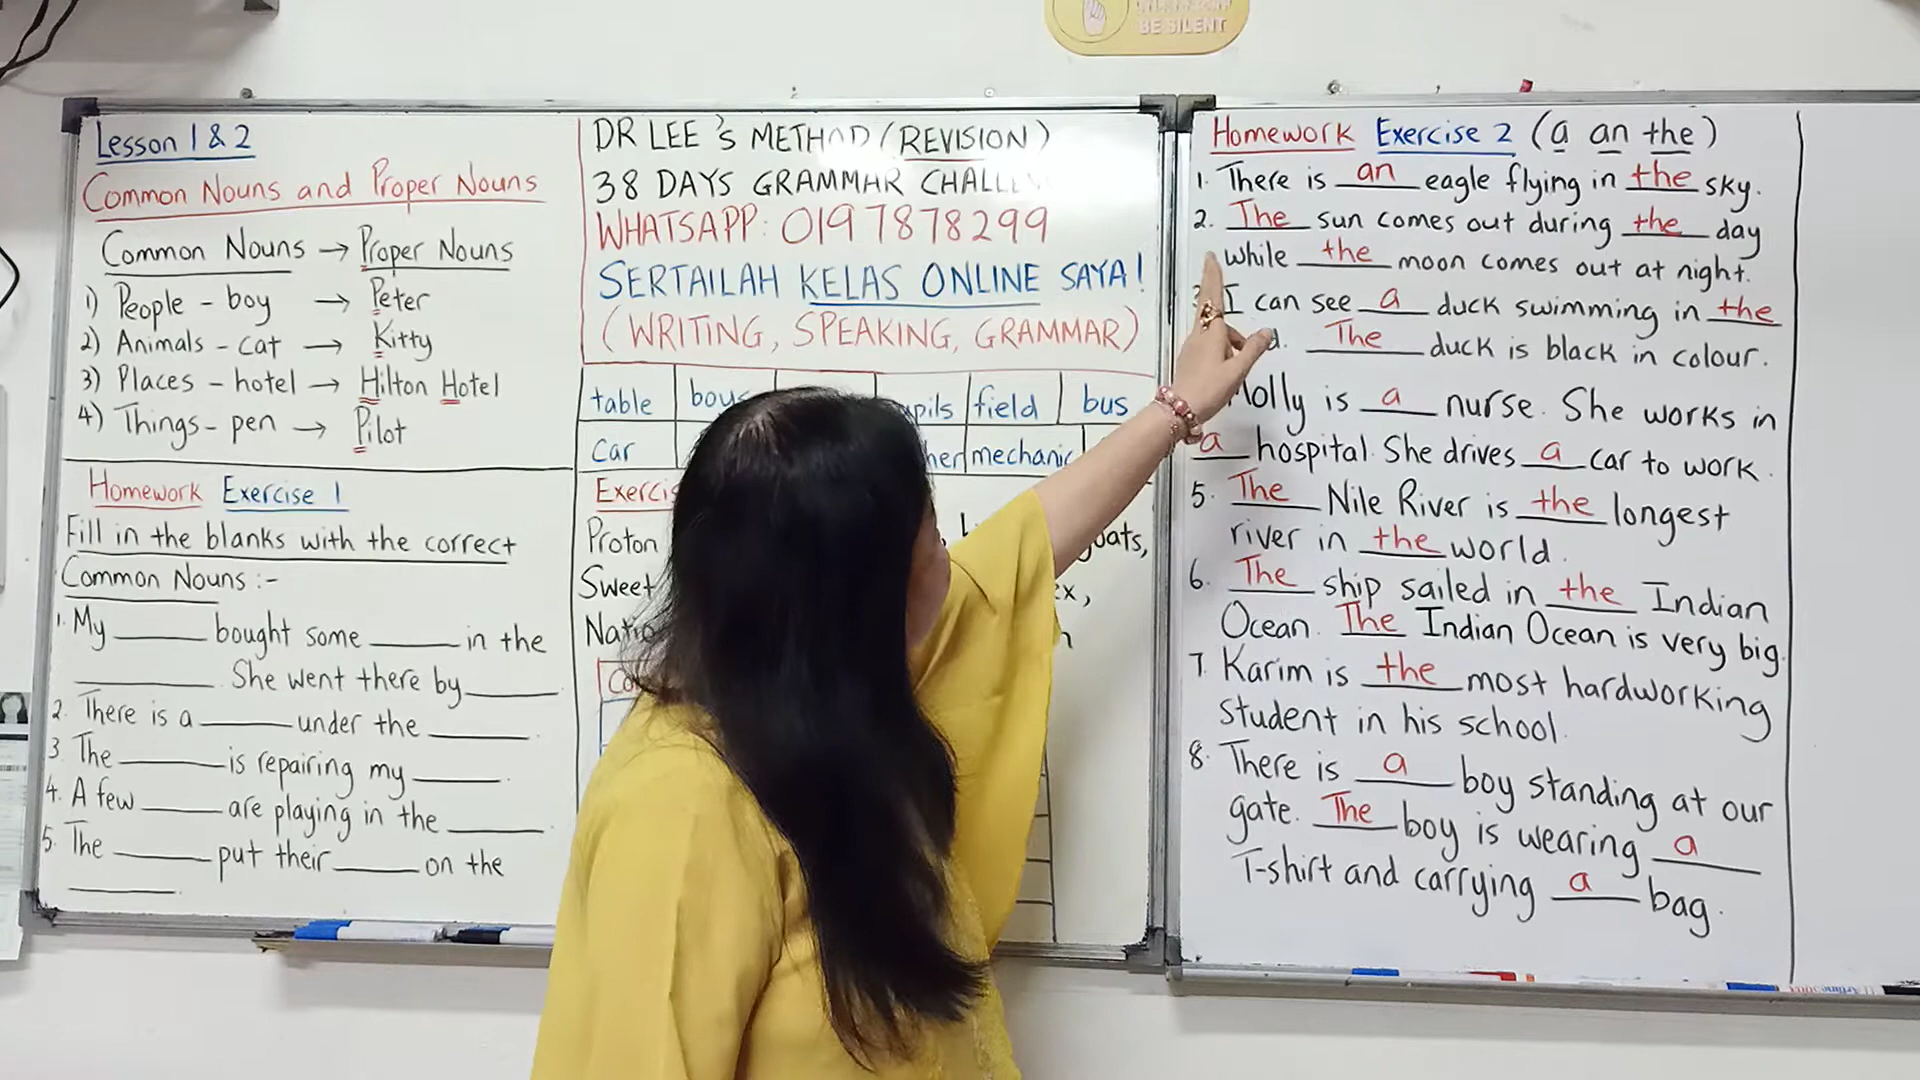 BE SILENT
Lesson 1 & 2
Common Nouns and Proper Nouns
Common Nouns → Proper Nouns
1) People - boy → Peter
2) Animals - cat → Kitty
3) Places - hotel → Hilton Hotel
4) Things - pen → Pilot
Homework Exercise 1
Fill in the blanks with the correct
Common Nouns :-
1. My ______ bought some ______ in the
______. She went there by ______.
2. There is a ______ under the ______.
3. The ______ is repairing my ______.
4. A few ______ are playing in the ______
5. The ______ put their ______ on the
______.
DR LEE's METHOD (REVISION)
38 DAYS GRAMMAR
WHATSAPP: 0197878299
SERTAILAH KELAS ONLINE SAYA!
(WRITING, SPEAKING, GRAMMAR)
table field bus
car mechanic
Proton
Sweet
Homework Exercise 2 (a an the)
1. There is an eagle flying in the sky.
2. The sun comes out during the day
while the moon comes out at night.
I can see a duck swimming in the
The duck is black in colour.
Molly is a nurse. She works in
a hospital. She drives a car to work.
5. The Nile River is the longest
river in the world.
6. The ship sailed in the Indian
Ocean. The Indian Ocean is very big.
7. Karim is the most hardworking
student in his school.
8. There is a boy standing at our
gate. The boy is wearing a
T-shirt and carrying a bag.